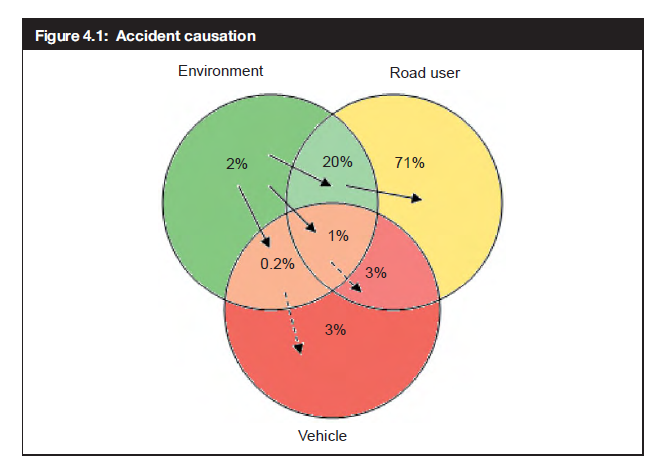 Figure 4.1: Accident causation
Environment
Road user
2%
20%
71%
1%
0.2%
3%
3%
Vehicle